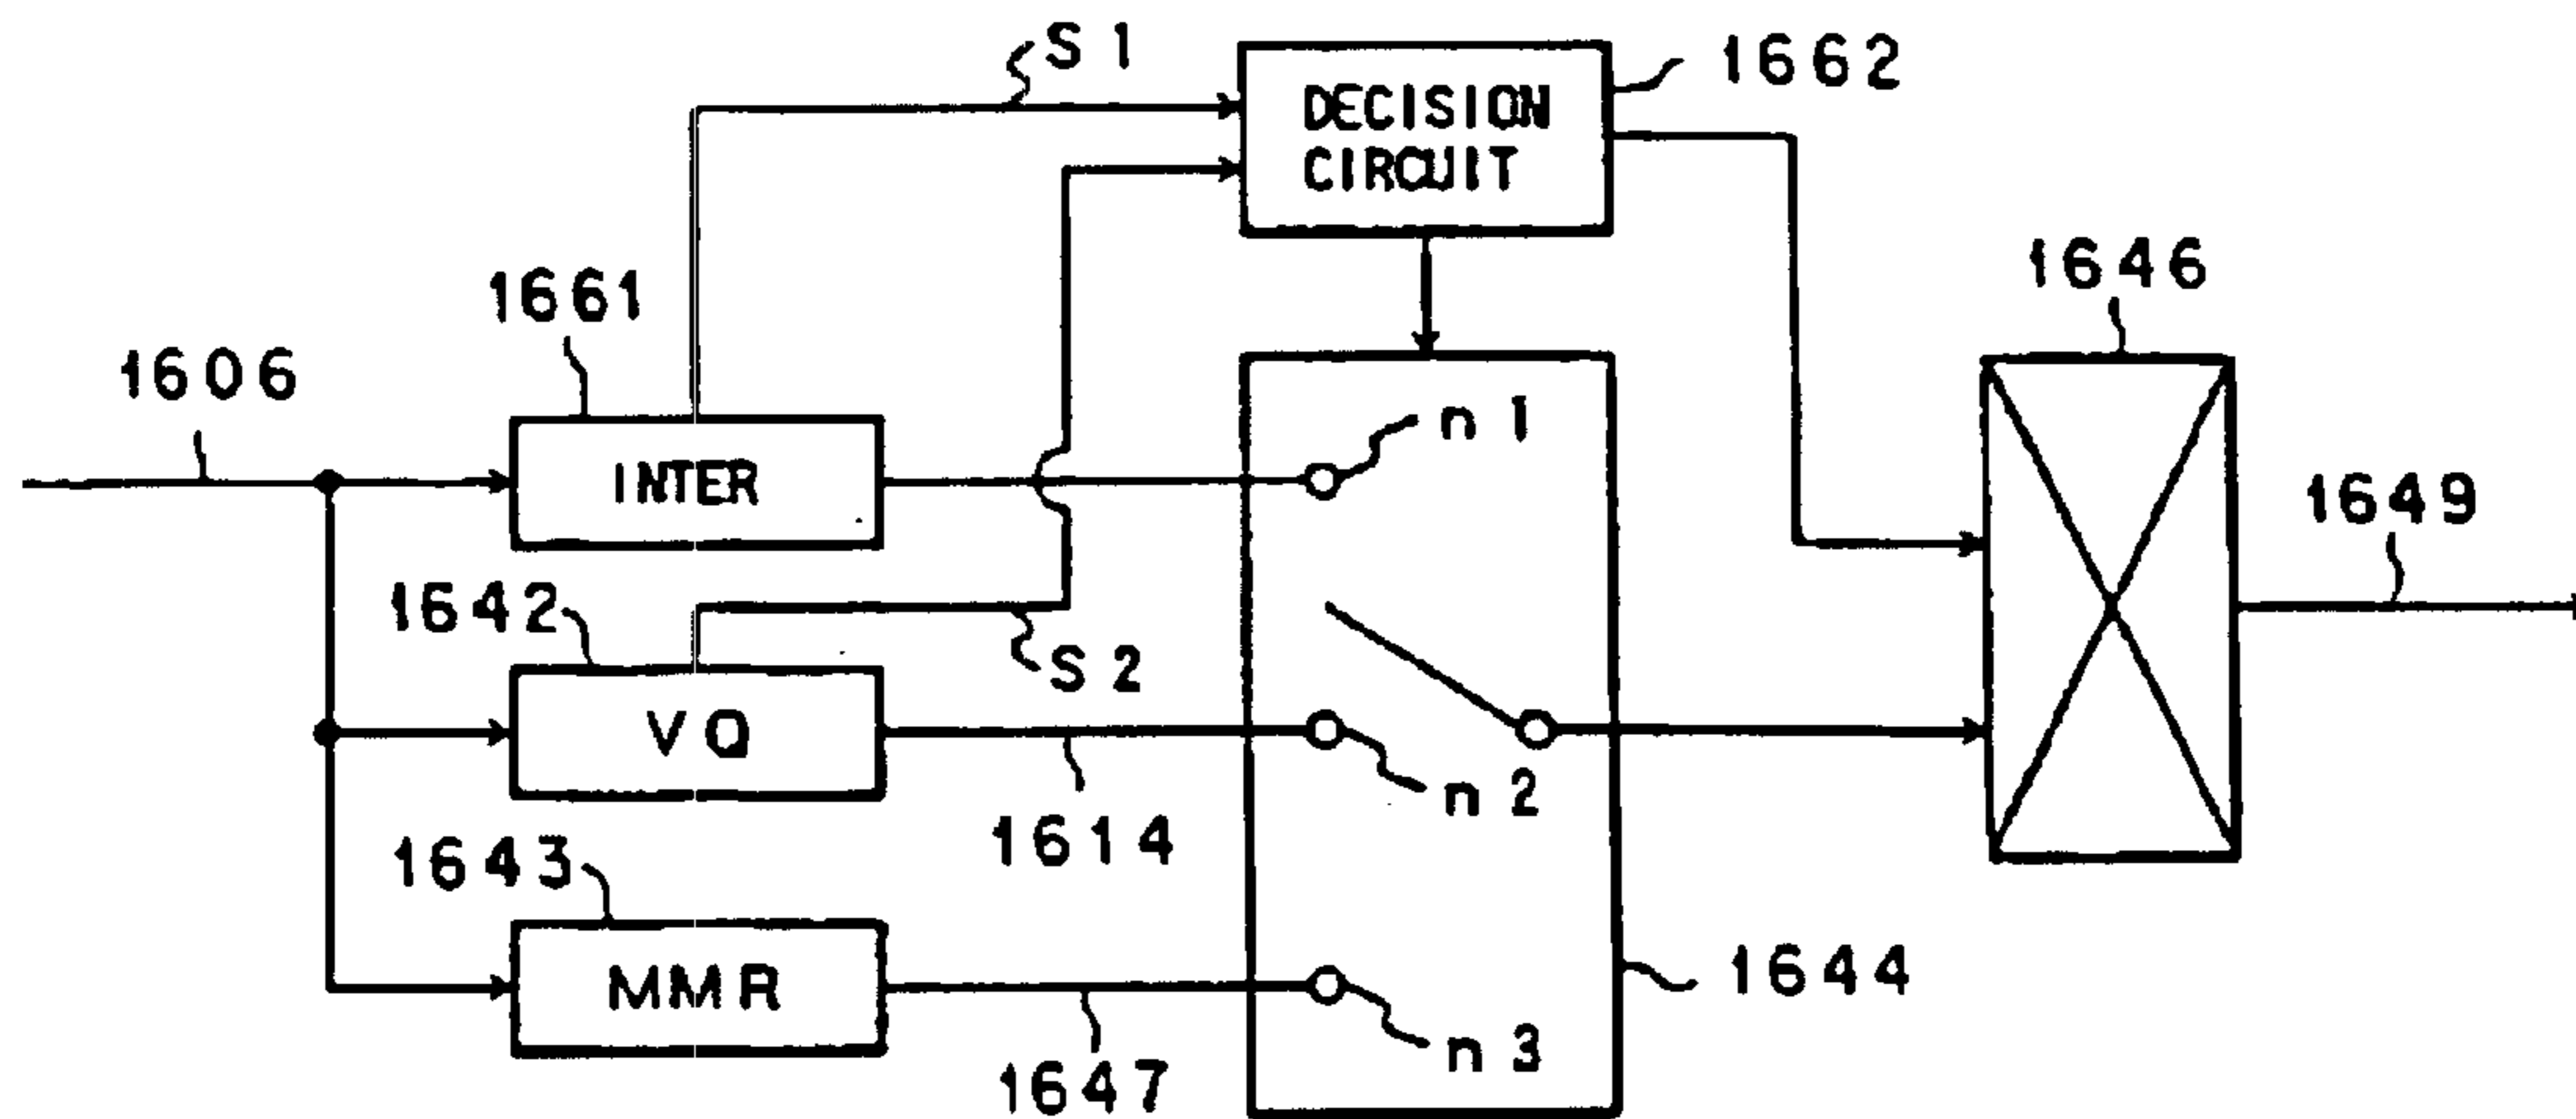 S1
DECISION
CIRCUIT
1662
1646
1661
1606
INTER
n1
1649
1642
S2
VQ
n2
1614
1643
MMR
1644
n3
1647